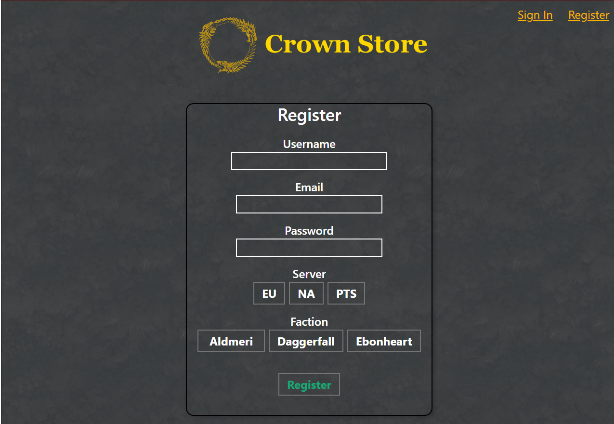 Sign In Register
Crown Store
Register
Username
Email
Password
Server
EU NA PTS
Faction
Aldmeri Daggerfall Ebonheart
Register